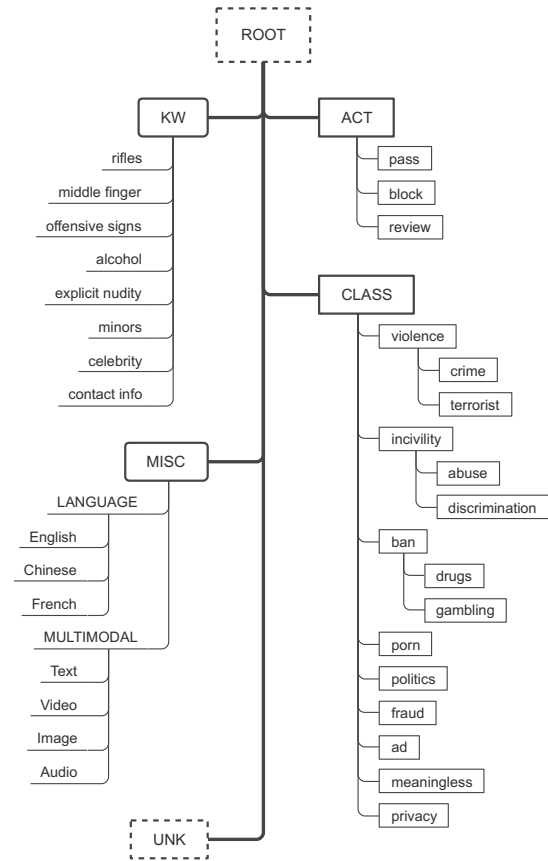 ROOT
KW
rifles
middle finger
offensive signs
alcohol
explicit nudity
minors
celebrity
contact info
MISC
LANGUAGE
English
Chinese
French
MULTIMODAL
Text
Video
Image
Audio
UNK
ACT
pass
block
review
CLASS
violence
crime
terrorist
incivility
abuse
discrimination
ban
drugs
gambling
porn
politics
fraud
ad
meaningless
privacy